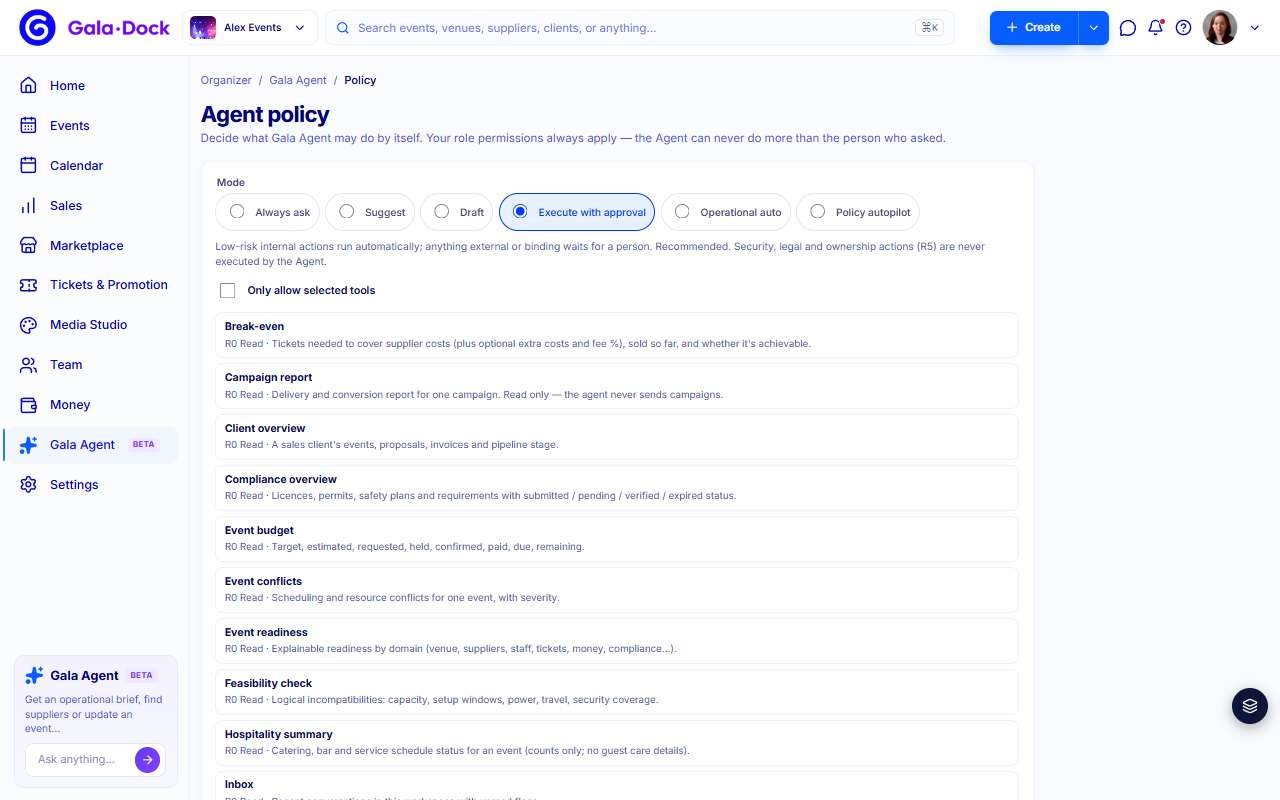 Gala·Dock
Alex Events
Search events, venues, suppliers, clients, or anything...
⌘K
+ Create
Home
Events
Calendar
Sales
Marketplace
Tickets & Promotion
Media Studio
Team
Money
Gala Agent BETA
Settings
Gala Agent BETA
Get an operational brief, find
suppliers or update an
event...
Ask anything...
Organizer / Gala Agent / Policy
Agent policy
Decide what Gala Agent may do by itself. Your role permissions always apply — the Agent can never do more than the person who asked.
Mode
Always ask
Suggest
Draft
Execute with approval
Operational auto
Policy autopilot
Low-risk internal actions run automatically; anything external or binding waits for a person. Recommended. Security, legal and ownership actions (R5) are never
executed by the Agent.
Only allow selected tools
Break-even
R0 Read · Tickets needed to cover supplier costs (plus optional extra costs and fee %), sold so far, and whether it's achievable.
Campaign report
R0 Read · Delivery and conversion report for one campaign. Read only — the agent never sends campaigns.
Client overview
R0 Read · A sales client's events, proposals, invoices and pipeline stage.
Compliance overview
R0 Read · Licences, permits, safety plans and requirements with submitted / pending / verified / expired status.
Event budget
R0 Read · Target, estimated, requested, held, confirmed, paid, due, remaining.
Event conflicts
R0 Read · Scheduling and resource conflicts for one event, with severity.
Event readiness
R0 Read · Explainable readiness by domain (venue, suppliers, staff, tickets, money, compliance...).
Feasibility check
R0 Read · Logical incompatibilities: capacity, setup windows, power, travel, security coverage.
Hospitality summary
R0 Read · Catering, bar and service schedule status for an event (counts only; no guest care details).
Inbox